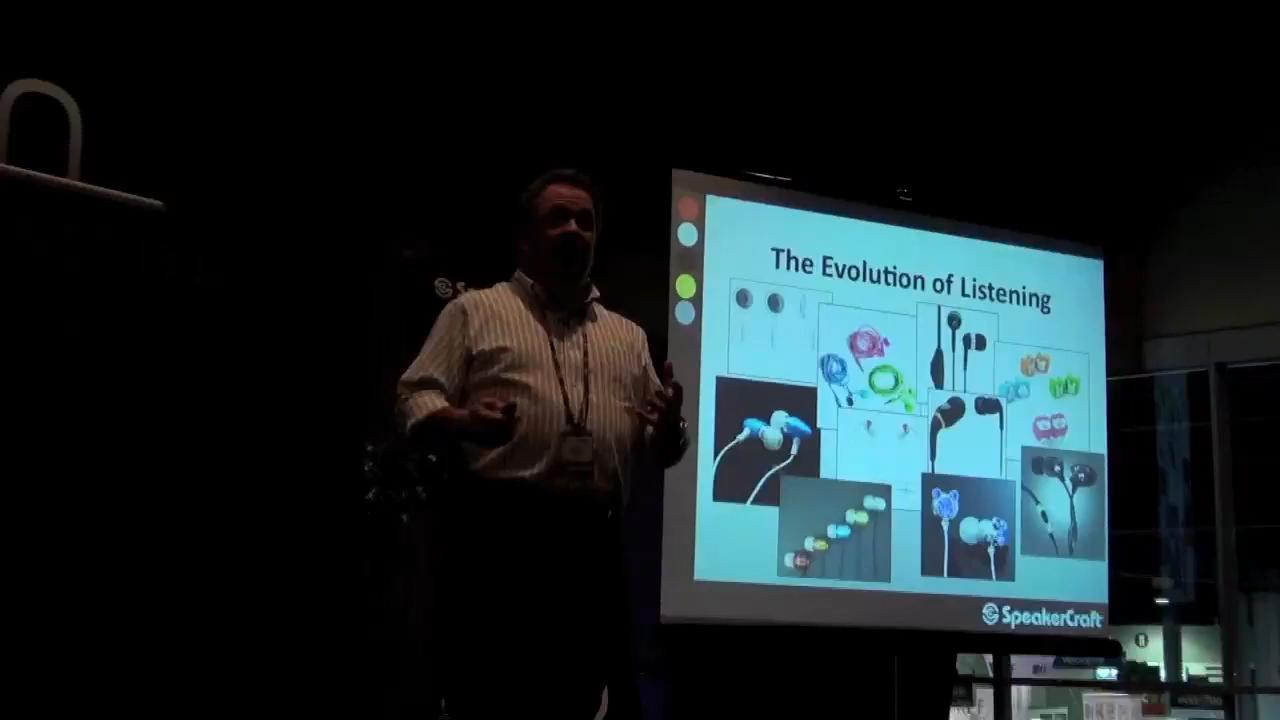 The Evolution of Listening
SpeakerCraft